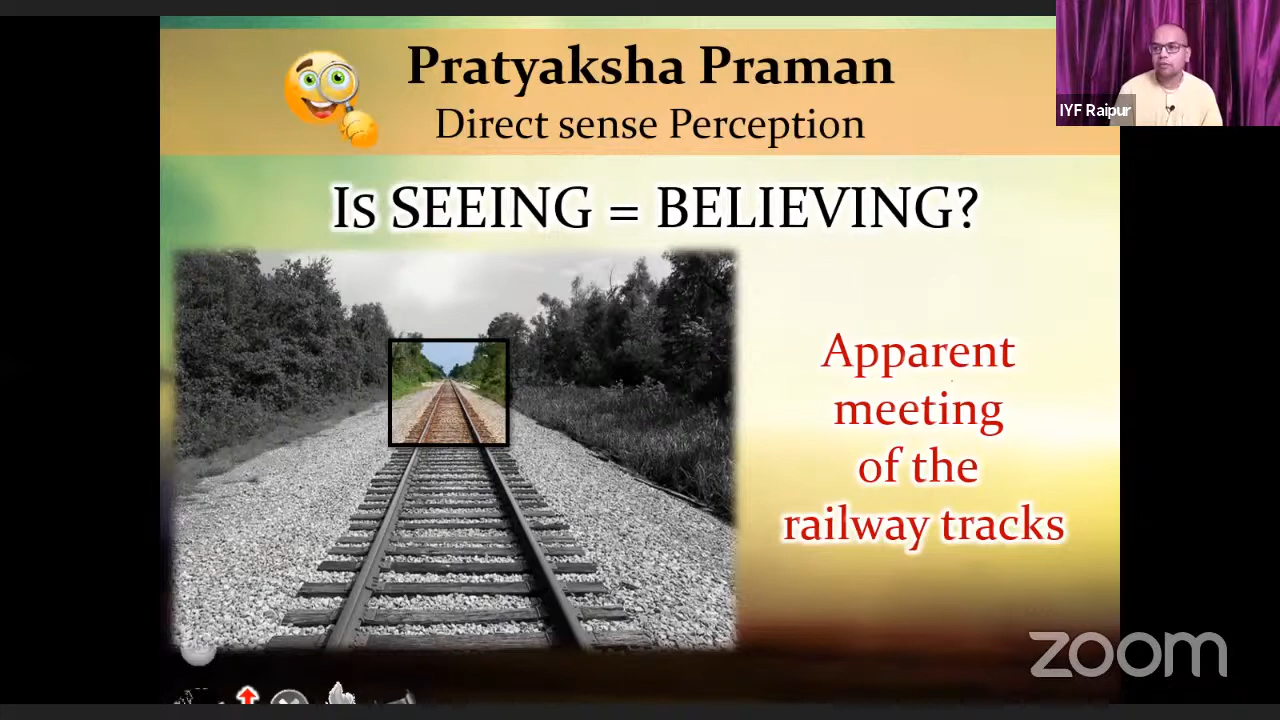 Pratyaksha Praman
Direct sense Perception
IYF Raipur
Is SEEING = BELIEVING?
Apparent
meeting
of the
railway tracks
zoom